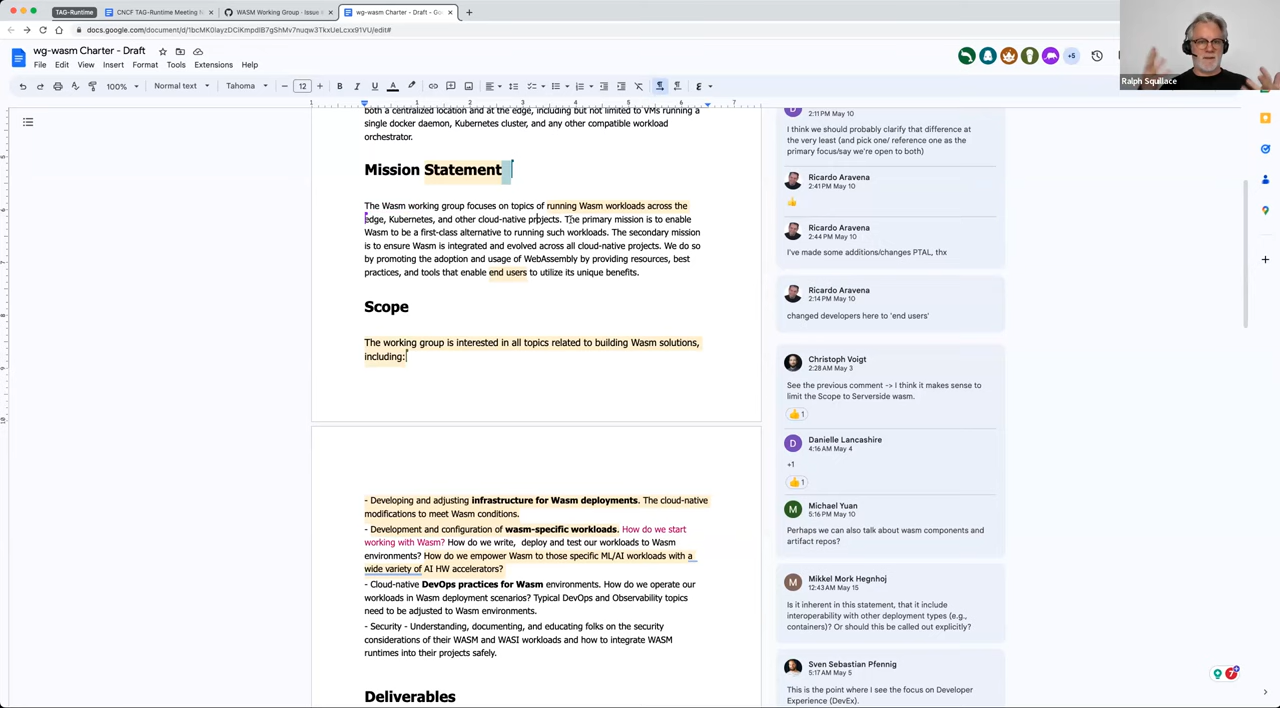 TAG-Runtime
CNCF TAG-Runtime Meeting N
WASM Working Group · Issue #
wg-wasm Charter - Draft - Goo
docs.google.com/document/d/1bcMK0IayzDCiKmpdIB7gShMv7nuqw3TkxUeLcxx91VU/edit#
wg-wasm Charter - Draft
File Edit View Insert Format Tools Extensions Help
+5
100% Normal text Tahoma 12
B I U A
1 1 2 3 4 5 6 7
both a centralized location and at the edge, including but not limited to VMs running a
single docker daemon, Kubernetes cluster, and any other compatible workload
orchestrator.
Mission Statement
The Wasm working group focuses on topics of running Wasm workloads across the
edge, Kubernetes, and other cloud-native projects. The primary mission is to enable
Wasm to be a first-class alternative to running such workloads. The secondary mission
is to ensure Wasm is integrated and evolved across all cloud-native projects. We do so
by promoting the adoption and usage of WebAssembly by providing resources, best
practices, and tools that enable end users to utilize its unique benefits.
Scope
The working group is interested in all topics related to building Wasm solutions,
including:
- Developing and adjusting infrastructure for Wasm deployments. The cloud-native
modifications to meet Wasm conditions.
- Development and configuration of wasm-specific workloads. How do we start
working with Wasm? How do we write, deploy and test our workloads to Wasm
environments? How do we empower Wasm to those specific ML/AI workloads with a
wide variety of AI HW accelerators?
- Cloud-native DevOps practices for Wasm environments. How do we operate our
workloads in Wasm deployment scenarios? Typical DevOps and Observability topics
need to be adjusted to Wasm environments.
- Security - Understanding, documenting, and educating folks on the security
considerations of their WASM and WASI workloads and how to integrate WASM
runtimes into their projects safely.
Deliverables
D
2:11 PM May 10
I think we should probably clarify that difference at
the very least (and pick one/ reference one as the
primary focus/say we're open to both)
Ricardo Aravena
2:41 PM May 10
👍
Ricardo Aravena
2:44 PM May 10
I've made some additions/changes PTAL, thx
Ricardo Aravena
2:14 PM May 10
changed developers here to 'end users'
Christoph Voigt
2:28 AM May 3
See the previous comment -> I think it makes sense to
limit the Scope to Serverside wasm.
👍 1
D
Danielle Lancashire
4:16 AM May 4
+1
👍 1
M
Michael Yuan
5:16 PM May 10
Perhaps we can also talk about wasm components and
artifact repos?
M
Mikkel Mork Hegnhoj
12:43 AM May 15
Is it inherent in this statement, that it include
interoperability with other deployment types (e.g.,
containers)? Or should this be called out explicitly?
Sven Sebastian Pfennig
5:17 AM May 5
This is the point where I see the focus on Developer
Experience (DevEx).
Ralph Squillace
7